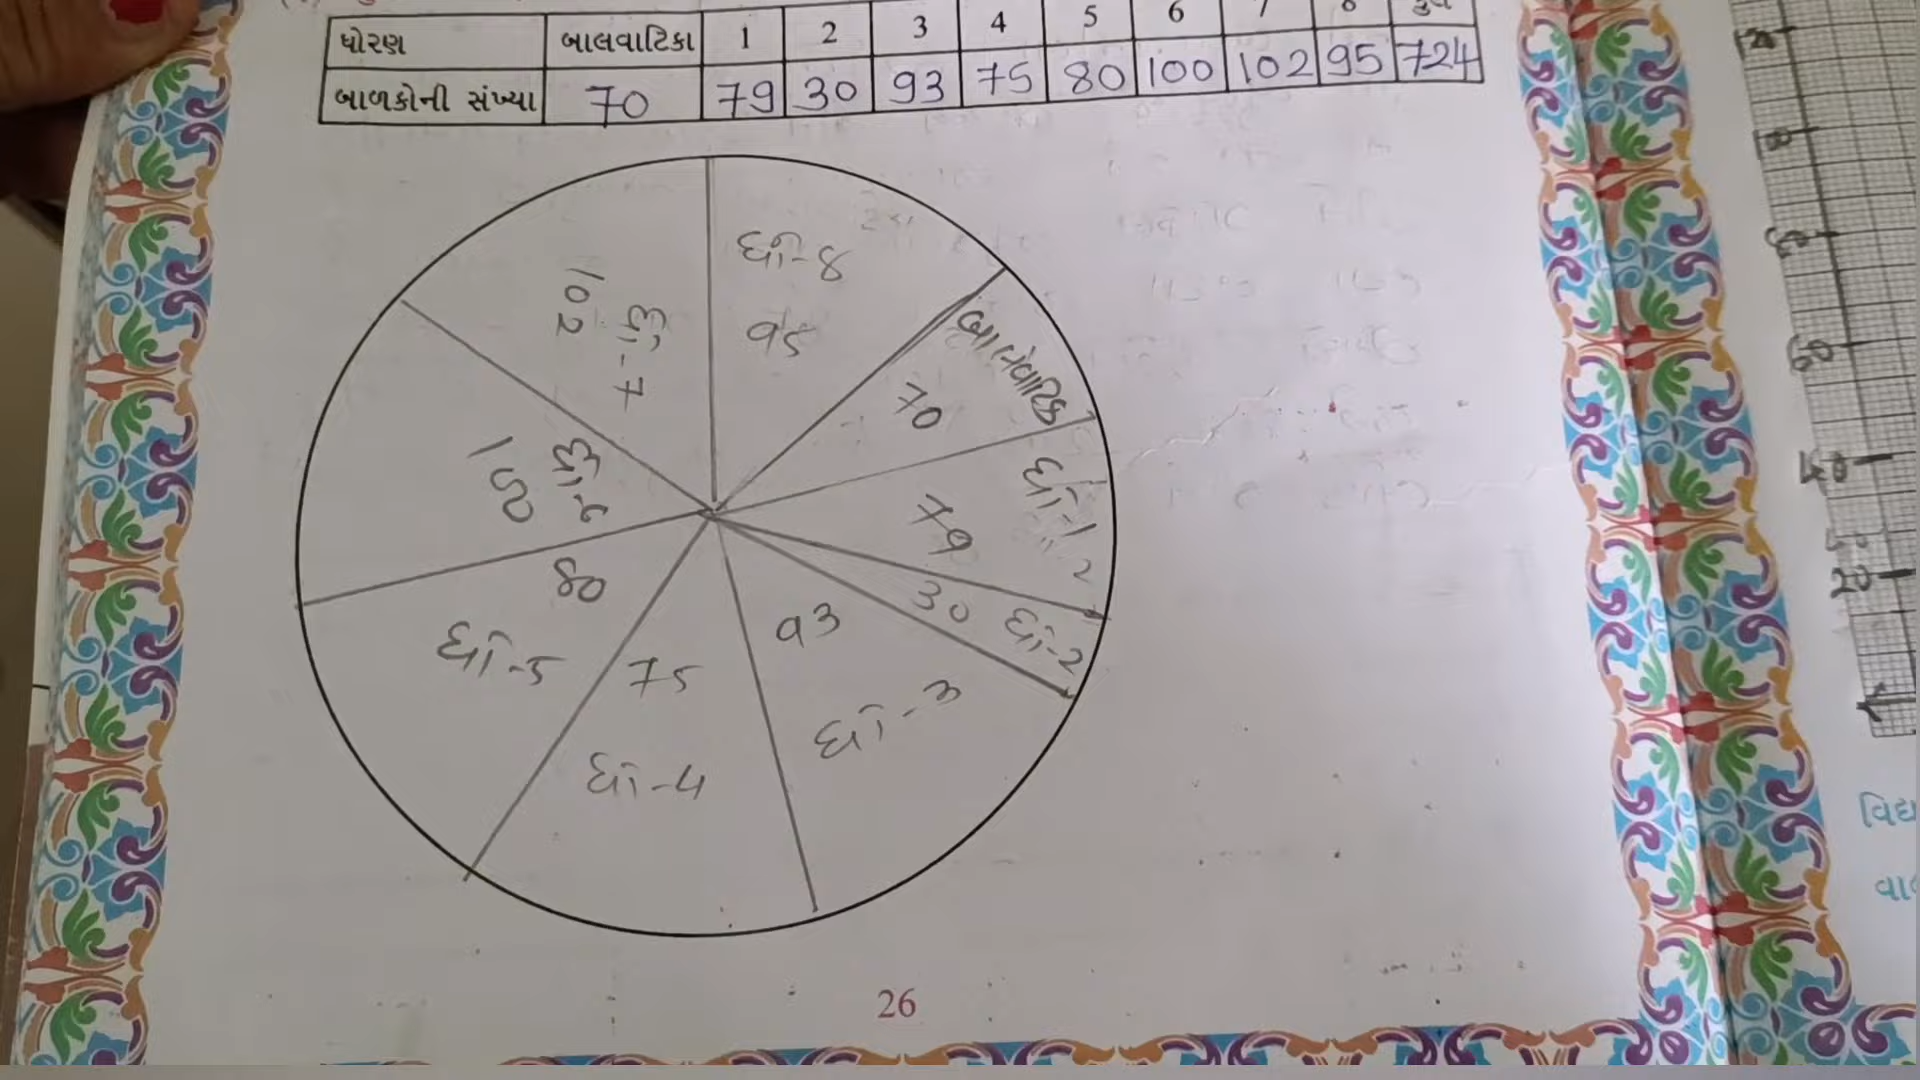 ધોરણ બાલવાટિકા 1 2 3 4 5 6 7 8 કુલ
બાળકોની સંખ્યા 70 79 30 93 75 80 100 102 95 724
ધો-8
95
બાલવાટિકા
70
ધો-1
79
ધો-2
30
ધો-3
93
ધો-4
75
ધો-5
80
ધો-6
100
ધો-7
102
26